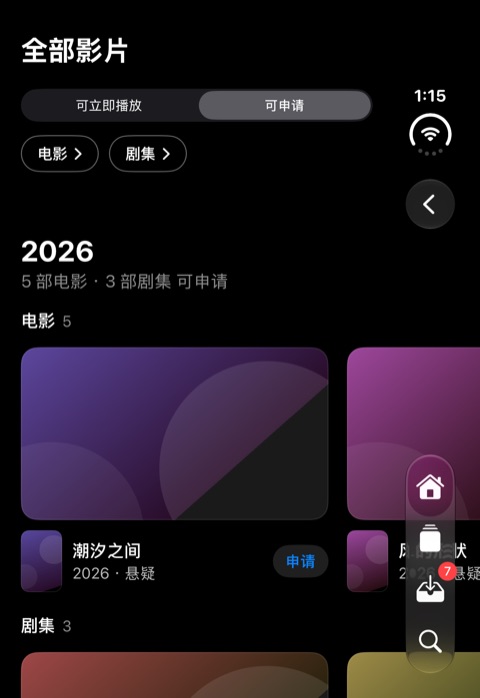 全部影片
1:15
可立即播放
可申请
电影
剧集
2026
5 部电影 · 3 部剧集 可申请
电影 5
潮汐之间
2026 · 悬疑
申请
7
剧集 3